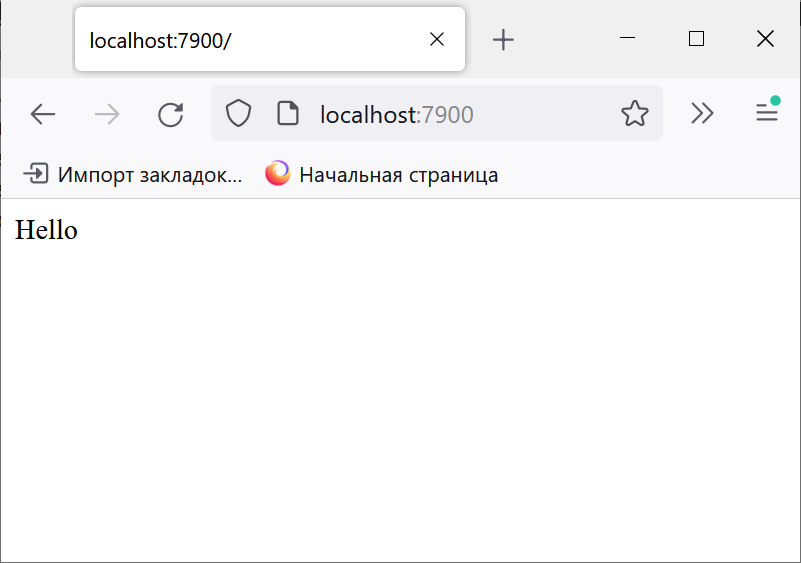 localhost:7900/
localhost:7900
Импорт закладок... Начальная страница
Hello